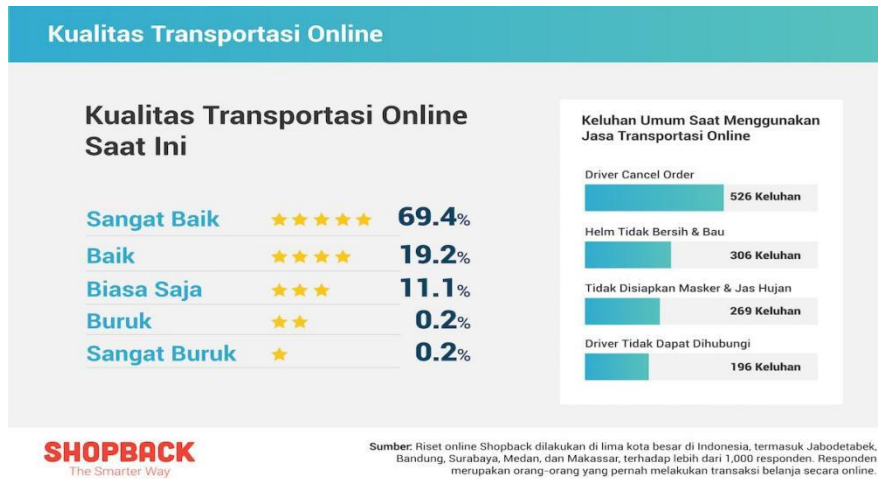 Kualitas Transportasi Online
Kualitas Transportasi Online
Saat Ini
Sangat Baik 69.4%
Baik 19.2%
Biasa Saja 11.1%
Buruk 0.2%
Sangat Buruk 0.2%
Keluhan Umum Saat Menggunakan
Jasa Transportasi Online
Driver Cancel Order
526 Keluhan
Helm Tidak Bersih & Bau
306 Keluhan
Tidak Disiapkan Masker & Jas Hujan
269 Keluhan
Driver Tidak Dapat Dihubungi
196 Keluhan
SHOPBACK
The Smarter Way
Sumber: Riset online Shopback dilakukan di lima kota besar di Indonesia, termasuk Jabodetabek,
Bandung, Surabaya, Medan, dan Makassar, terhadap lebih dari 1,000 responden. Responden
merupakan orang-orang yang pernah melakukan transaksi belanja secara online.